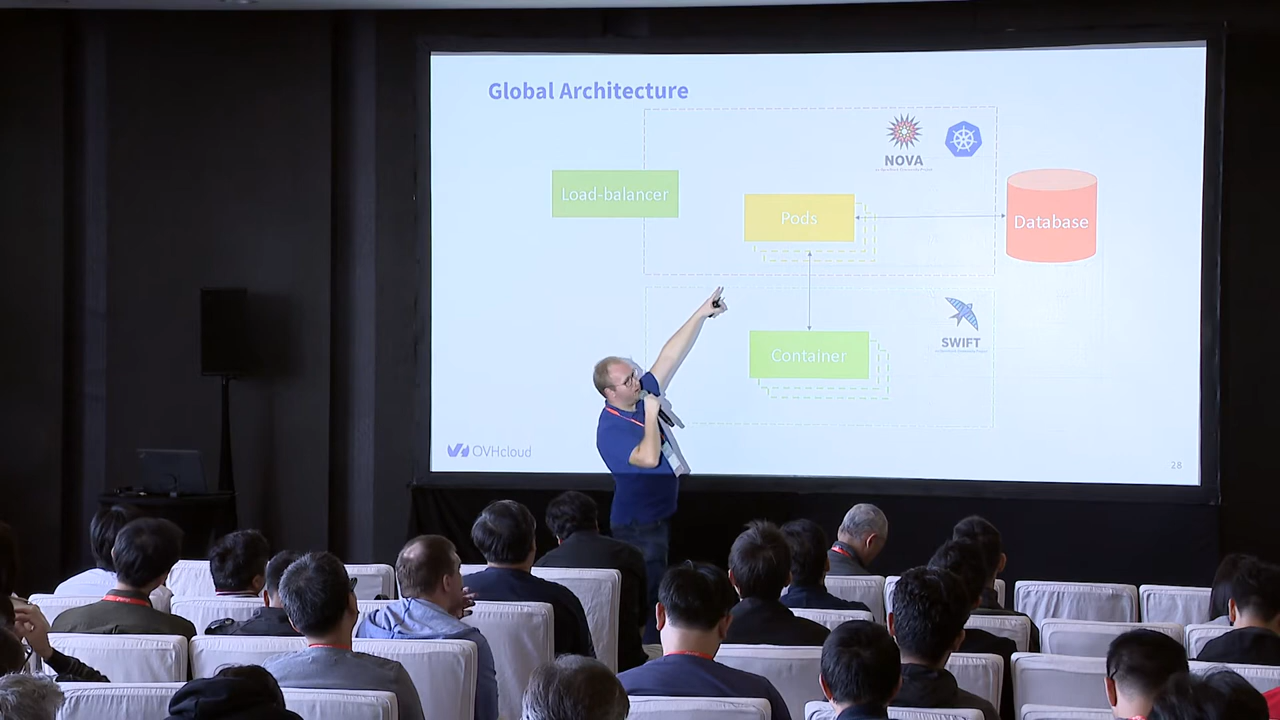 Global Architecture
NOVA
Load-balancer
Pods
Database
SWIFT
Container
OVHcloud
28